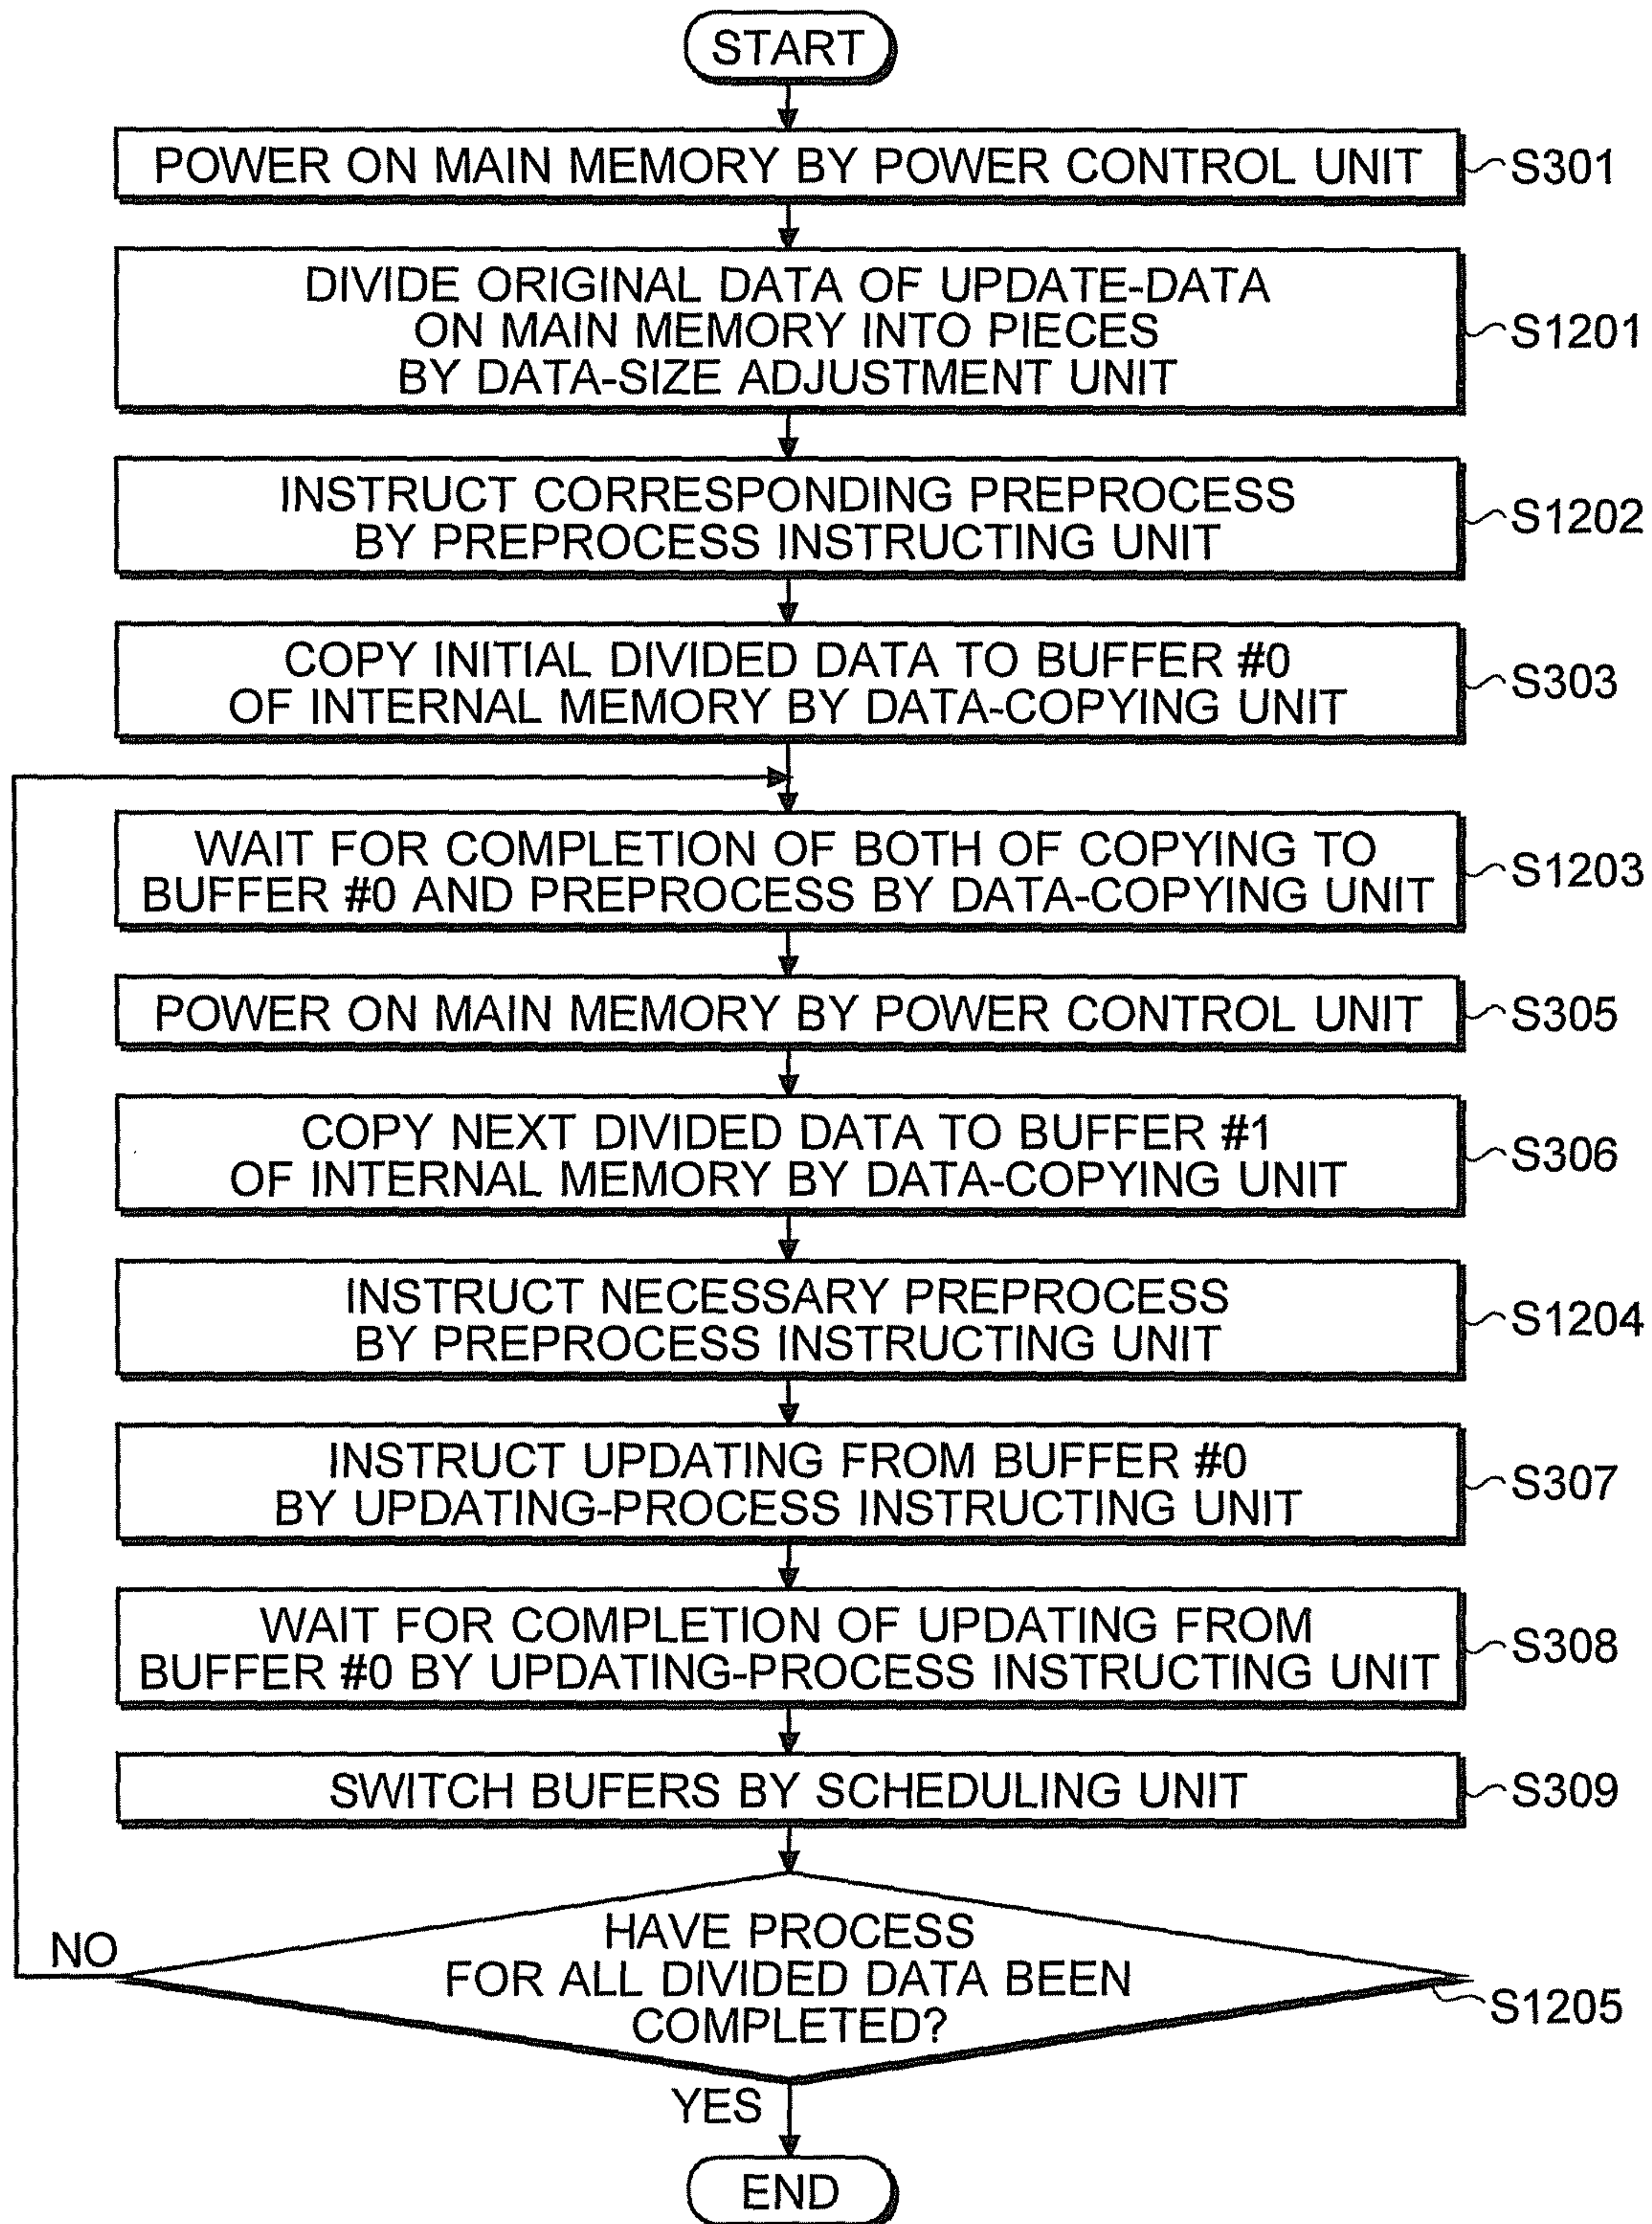 START
POWER ON MAIN MEMORY BY POWER CONTROL UNIT
S301
DIVIDE ORIGINAL DATA OF UPDATE-DATA
ON MAIN MEMORY INTO PIECES
BY DATA-SIZE ADJUSTMENT UNIT
S1201
INSTRUCT CORRESPONDING PREPROCESS
BY PREPROCESS INSTRUCTING UNIT
S1202
COPY INITIAL DIVIDED DATA TO BUFFER #0
OF INTERNAL MEMORY BY DATA-COPYING UNIT
S303
WAIT FOR COMPLETION OF BOTH OF COPYING TO
BUFFER #0 AND PREPROCESS BY DATA-COPYING UNIT
S1203
POWER ON MAIN MEMORY BY POWER CONTROL UNIT
S305
COPY NEXT DIVIDED DATA TO BUFFER #1
OF INTERNAL MEMORY BY DATA-COPYING UNIT
S306
INSTRUCT NECESSARY PREPROCESS
BY PREPROCESS INSTRUCTING UNIT
S1204
INSTRUCT UPDATING FROM BUFFER #0
BY UPDATING-PROCESS INSTRUCTING UNIT
S307
WAIT FOR COMPLETION OF UPDATING FROM
BUFFER #0 BY UPDATING-PROCESS INSTRUCTING UNIT
S308
SWITCH BUFERS BY SCHEDULING UNIT
S309
HAVE PROCESS
FOR ALL DIVIDED DATA BEEN
COMPLETED?
S1205
NO
YES
END